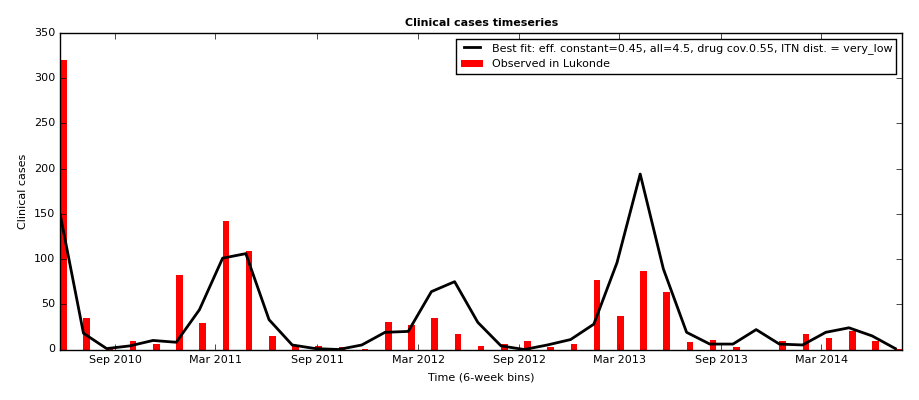 Clinical cases timeseries
Best fit: eff. constant=0.45, all=4.5, drug cov.0.55, ITN dist. = very_low
Observed in Lukonde
Clinical cases
350
300
250
200
150
100
50
0
Sep 2010
Mar 2011
Sep 2011
Mar 2012
Sep 2012
Mar 2013
Sep 2013
Mar 2014
Time (6-week bins)